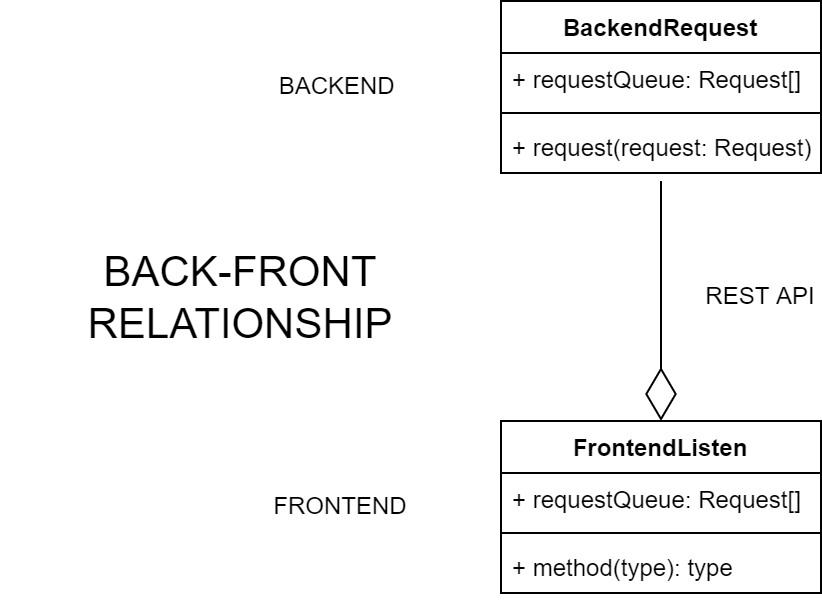 BackendRequest
BACKEND
+ requestQueue: Request[]
+ request(request: Request)
BACK-FRONT
RELATIONSHIP
REST API
FrontendListen
FRONTEND
+ requestQueue: Request[]
+ method(type): type